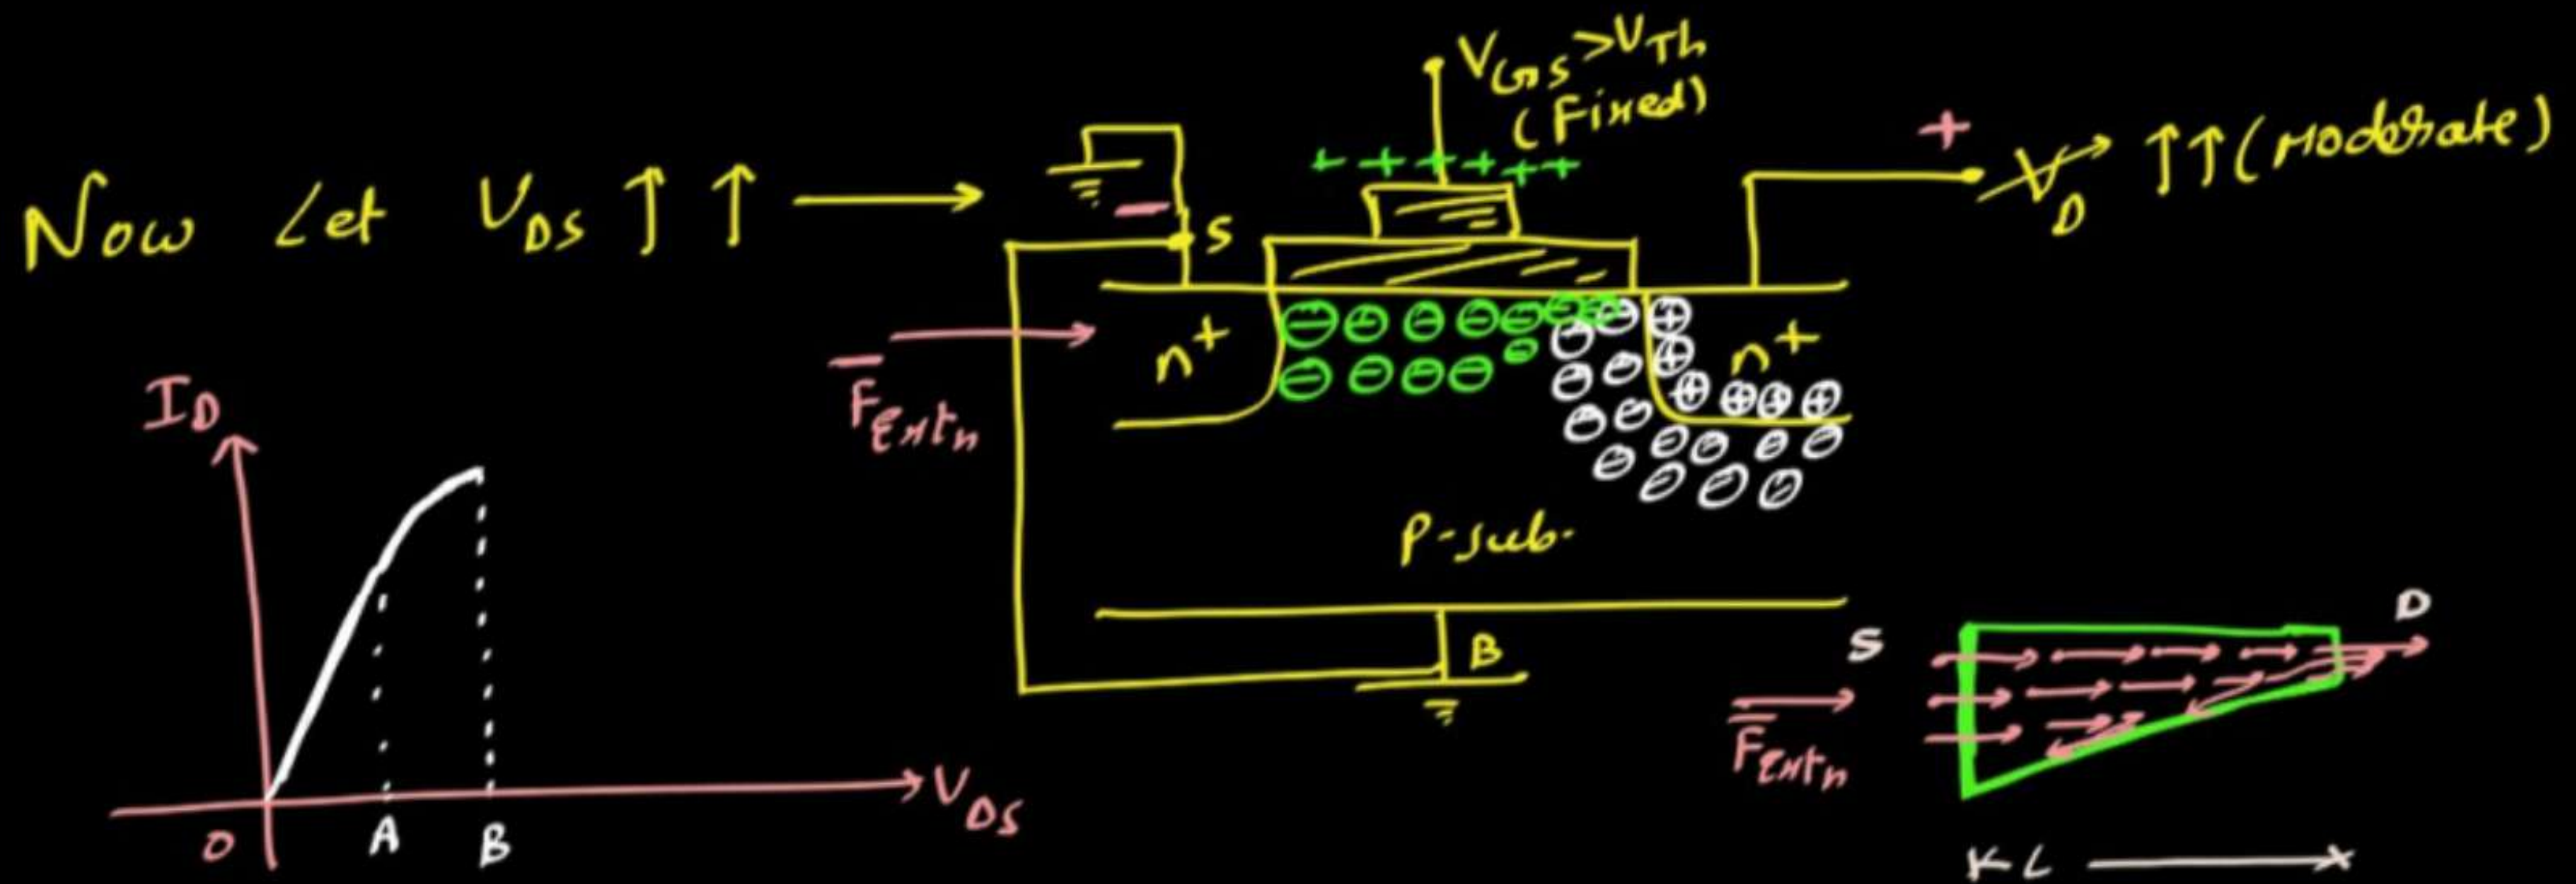 Now Let V_DS ↑ ↑ →
V_GS > V_Th
(Fixed)
+ + + + + +
+
V_D ↑↑ (Moderate)
−
S
n+
n+
F_Extn
I_D
P-sub.
B
O
A
B
V_DS
S
D
F_Extn
L